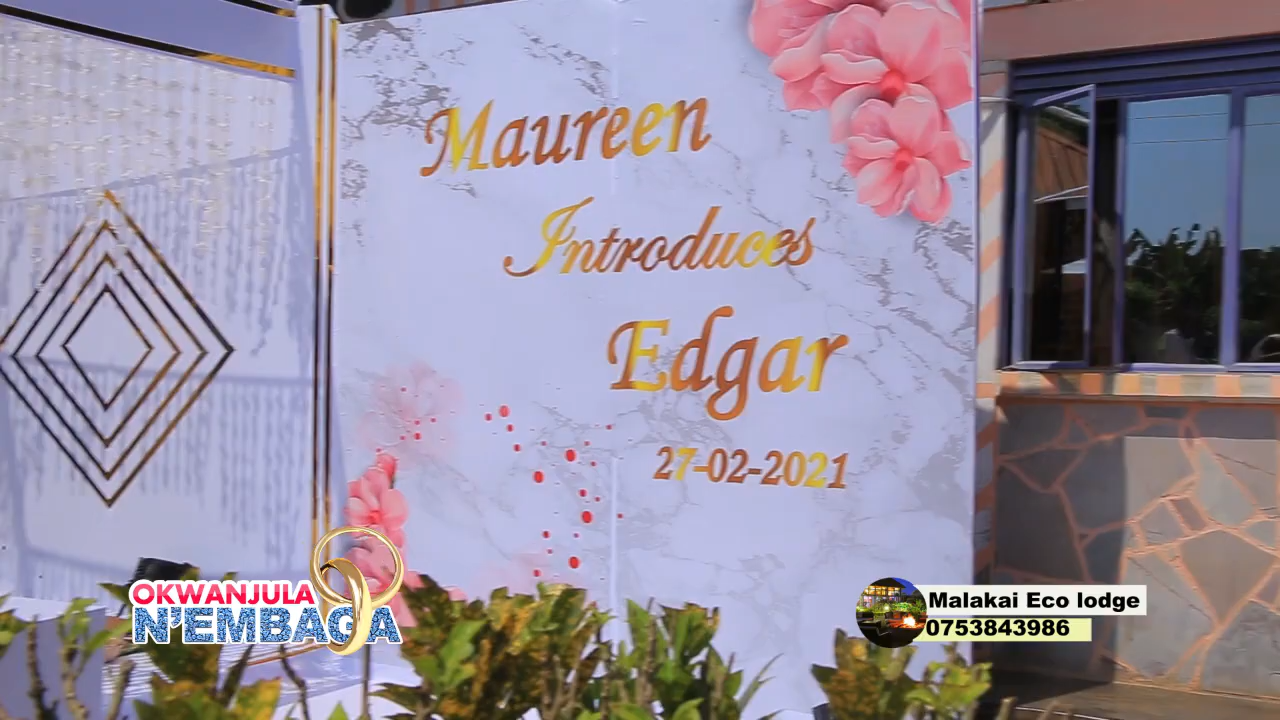 Maureen
Introduces
Edgar
27-02-2021
OKWANJULA
N'EMBAGA
Malakai Eco lodge
0753843986